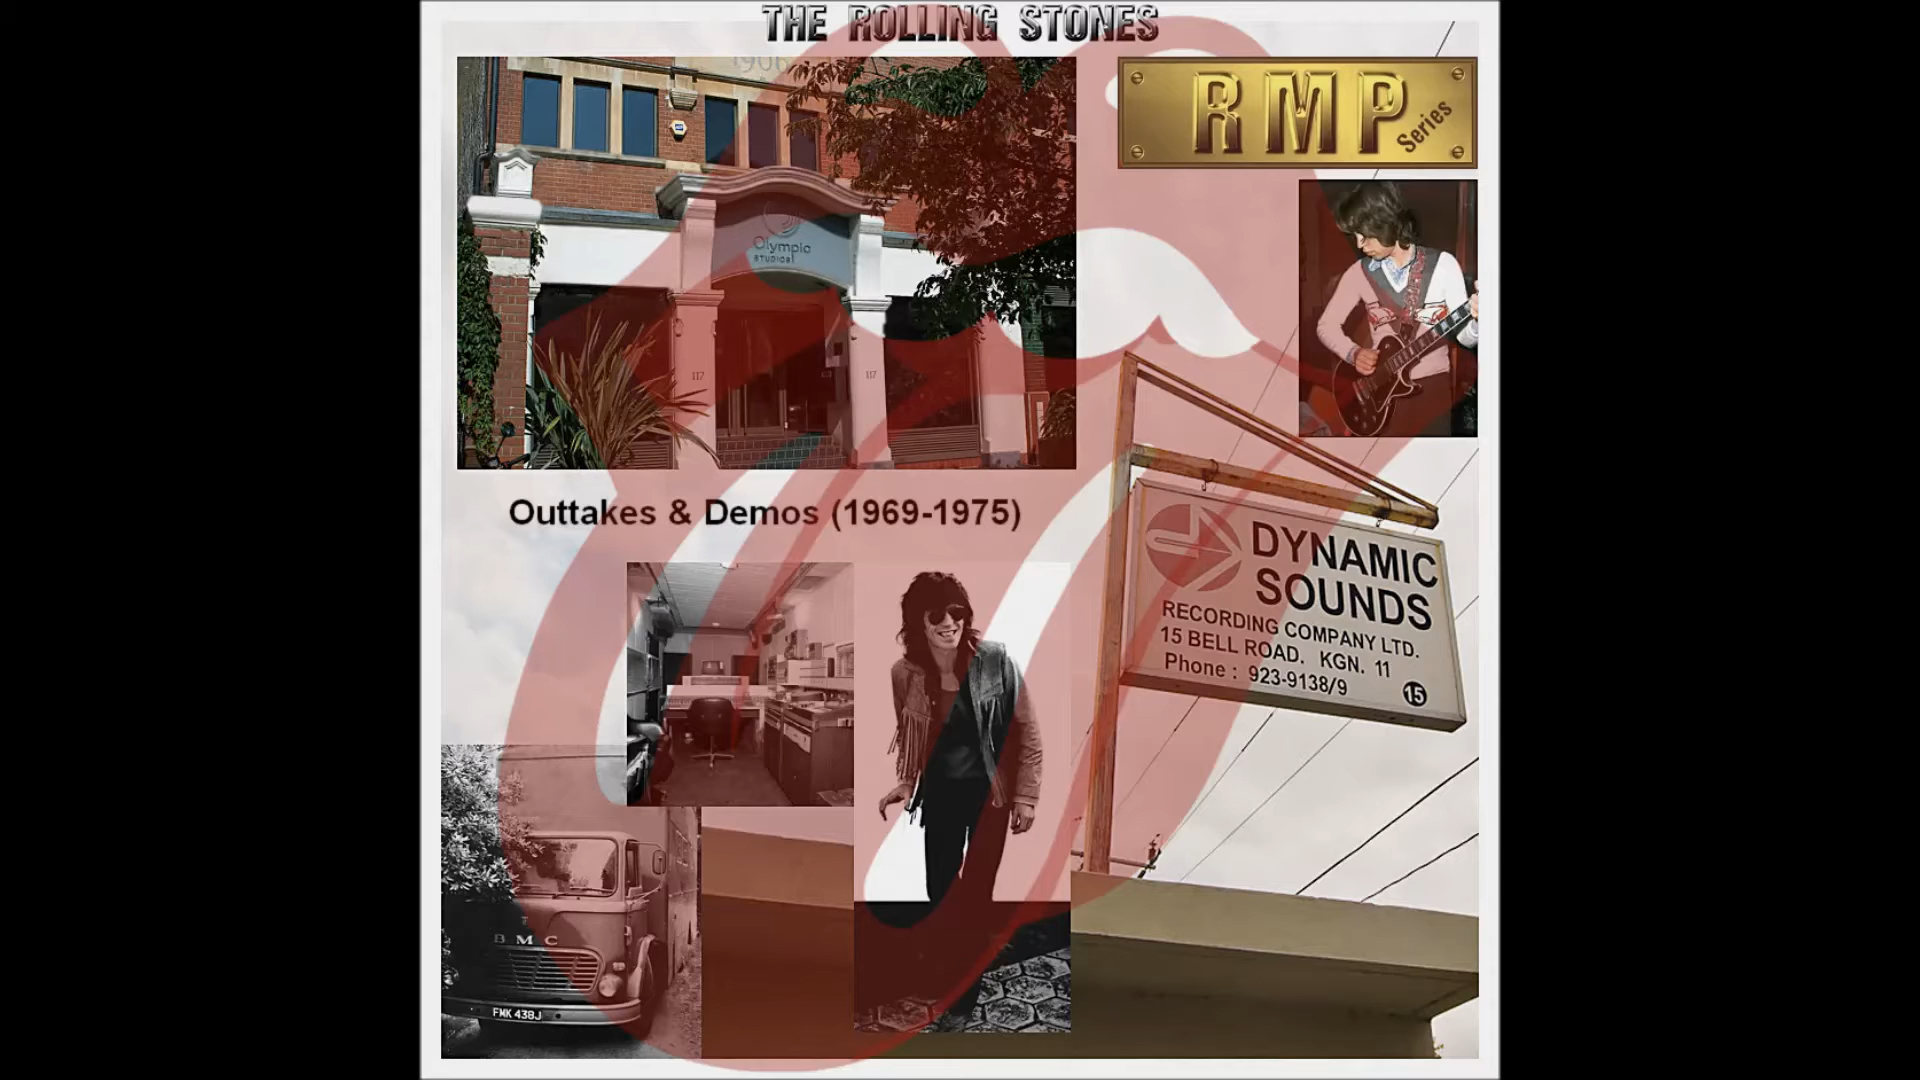 THE ROLLING STONES
1906
RMP
Series
Olympic
STUDIOS
117
117
Outtakes & Demos (1969-1975)
DYNAMIC
SOUNDS
RECORDING COMPANY LTD.
15 BELL ROAD. KGN. 11
Phone : 923-9138/9
15
BMC
FMK 438J